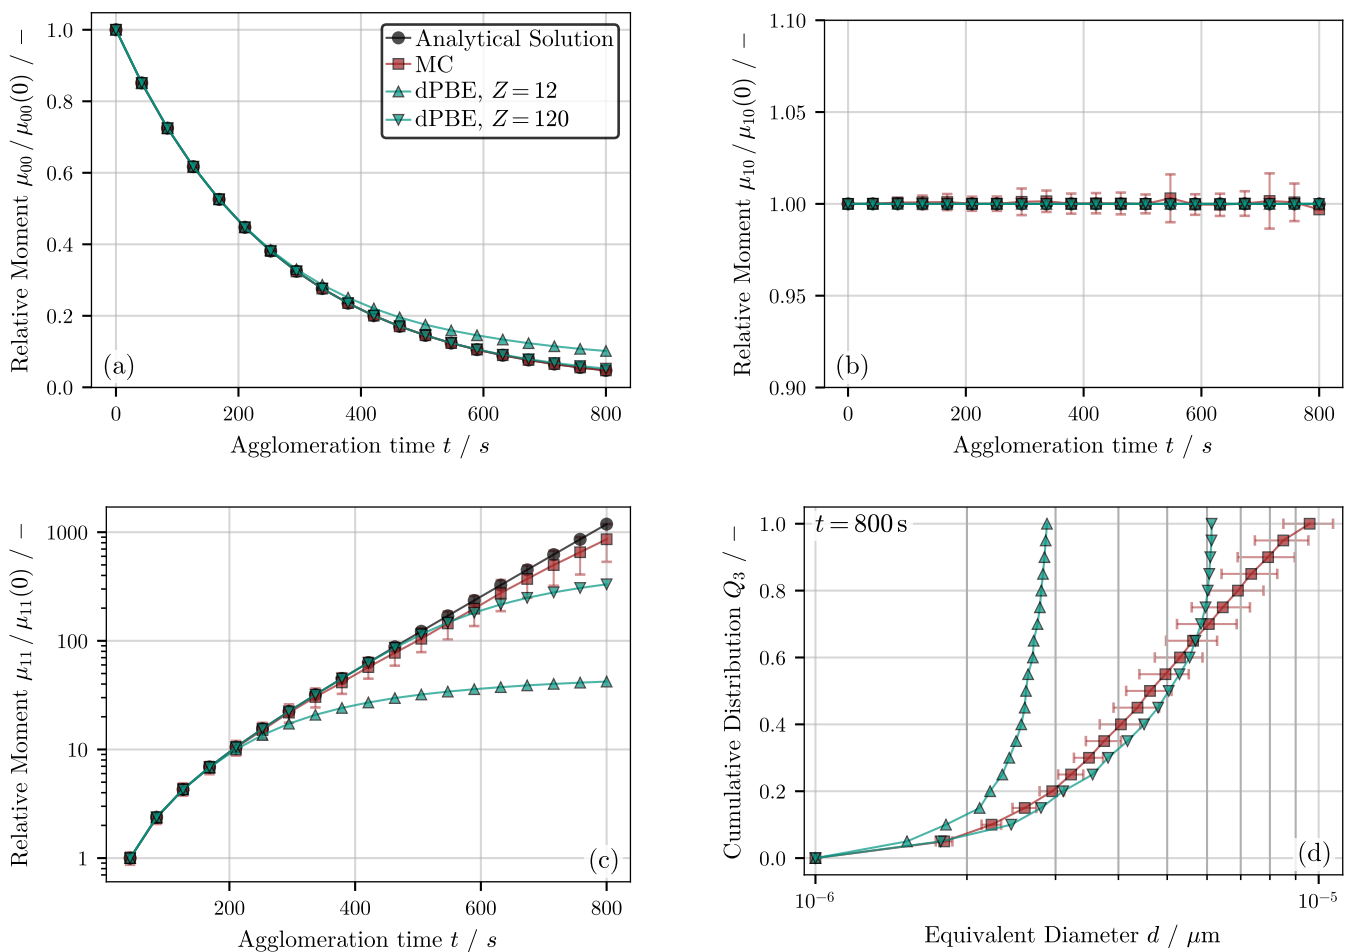 Relative Moment μ₀₀ / μ₀₀(0) / −
1.0
0.8
0.6
0.4
0.2
0.0
Analytical Solution
MC
dPBE, Z = 12
dPBE, Z = 120
(a)
0
200
400
600
800
Agglomeration time t / s
Relative Moment μ₁₀ / μ₁₀(0) / −
1.10
1.05
1.00
0.95
0.90
(b)
0
200
400
600
800
Agglomeration time t / s
Relative Moment μ₁₁ / μ₁₁(0) / −
1000
100
10
1
(c)
200
400
600
800
Agglomeration time t / s
Cumulative Distribution Q₃ / −
t = 800 s
1.0
0.8
0.6
0.4
0.2
0.0
(d)
10⁻⁶
10⁻⁵
Equivalent Diameter d / μm